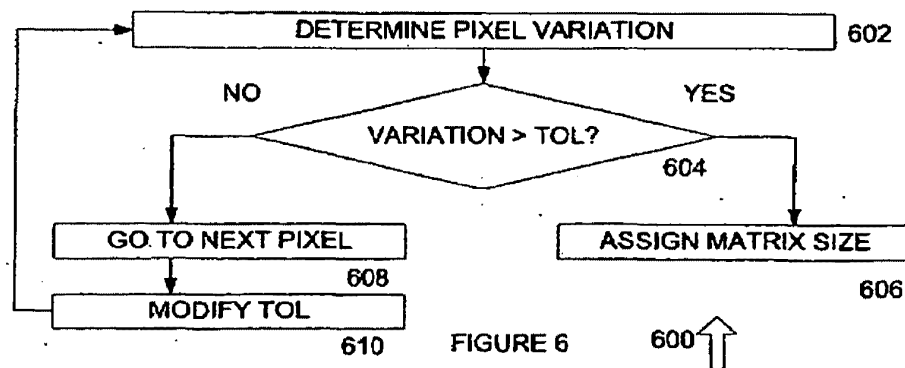 DETERMINE PIXEL VARIATION 602
NO YES
VARIATION > TOL?
604
GO TO NEXT PIXEL ASSIGN MATRIX SIZE
608 606
MODIFY TOL
610 FIGURE 6 600